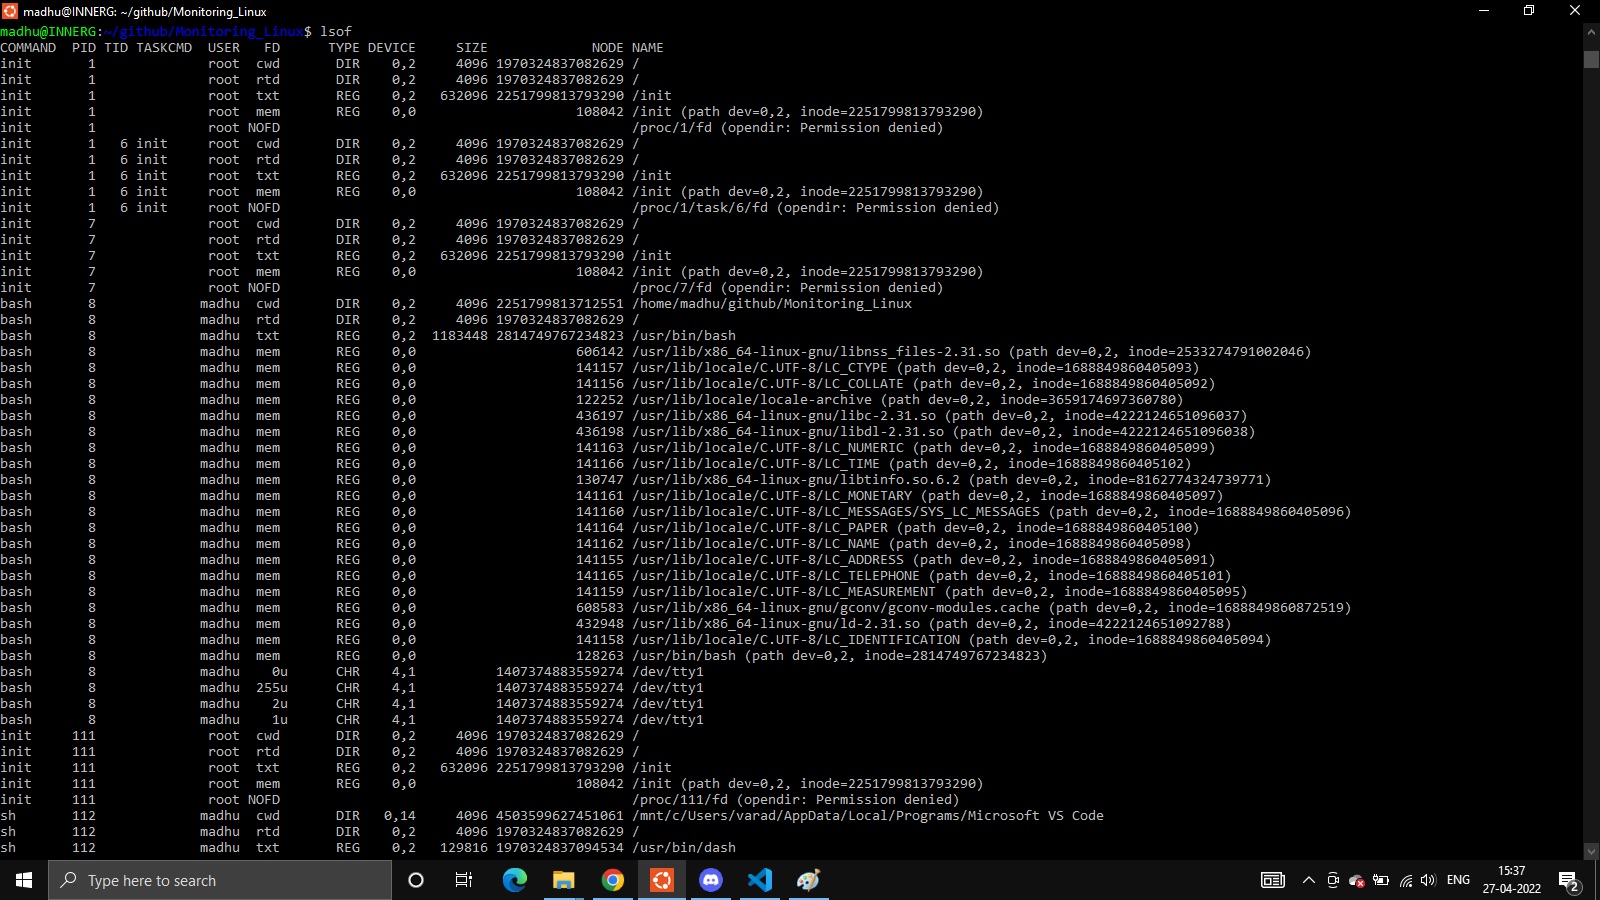 madhu@INNERG: ~/github/Monitoring_Linux
madhu@INNERG:~/github/Monitoring_Linux$ lsof
COMMAND PID TID TASKCMD USER FD TYPE DEVICE SIZE NODE NAME
init 1 root cwd DIR 0,2 4096 1970324837082629 /
init 1 root rtd DIR 0,2 4096 1970324837082629 /
init 1 root txt REG 0,2 632096 2251799813793290 /init
init 1 root mem REG 0,0 108042 /init (path dev=0,2, inode=2251799813793290)
init 1 root NOFD /proc/1/fd (opendir: Permission denied)
init 1 6 init root cwd DIR 0,2 4096 1970324837082629 /
init 1 6 init root rtd DIR 0,2 4096 1970324837082629 /
init 1 6 init root txt REG 0,2 632096 2251799813793290 /init
init 1 6 init root mem REG 0,0 108042 /init (path dev=0,2, inode=2251799813793290)
init 1 6 init root NOFD /proc/1/task/6/fd (opendir: Permission denied)
init 7 root cwd DIR 0,2 4096 1970324837082629 /
init 7 root rtd DIR 0,2 4096 1970324837082629 /
init 7 root txt REG 0,2 632096 2251799813793290 /init
init 7 root mem REG 0,0 108042 /init (path dev=0,2, inode=2251799813793290)
init 7 root NOFD /proc/7/fd (opendir: Permission denied)
bash 8 madhu cwd DIR 0,2 4096 2251799813712551 /home/madhu/github/Monitoring_Linux
bash 8 madhu rtd DIR 0,2 4096 1970324837082629 /
bash 8 madhu txt REG 0,2 1183448 2814749767234823 /usr/bin/bash
bash 8 madhu mem REG 0,0 606142 /usr/lib/x86_64-linux-gnu/libnss_files-2.31.so (path dev=0,2, inode=2533274791002046)
bash 8 madhu mem REG 0,0 141157 /usr/lib/locale/C.UTF-8/LC_CTYPE (path dev=0,2, inode=1688849860405093)
bash 8 madhu mem REG 0,0 141156 /usr/lib/locale/C.UTF-8/LC_COLLATE (path dev=0,2, inode=1688849860405092)
bash 8 madhu mem REG 0,0 122252 /usr/lib/locale/locale-archive (path dev=0,2, inode=3659174697360780)
bash 8 madhu mem REG 0,0 436197 /usr/lib/x86_64-linux-gnu/libc-2.31.so (path dev=0,2, inode=4222124651096037)
bash 8 madhu mem REG 0,0 436198 /usr/lib/x86_64-linux-gnu/libdl-2.31.so (path dev=0,2, inode=4222124651096038)
bash 8 madhu mem REG 0,0 141163 /usr/lib/locale/C.UTF-8/LC_NUMERIC (path dev=0,2, inode=1688849860405099)
bash 8 madhu mem REG 0,0 141166 /usr/lib/locale/C.UTF-8/LC_TIME (path dev=0,2, inode=1688849860405102)
bash 8 madhu mem REG 0,0 130747 /usr/lib/x86_64-linux-gnu/libtinfo.so.6.2 (path dev=0,2, inode=8162774324739771)
bash 8 madhu mem REG 0,0 141161 /usr/lib/locale/C.UTF-8/LC_MONETARY (path dev=0,2, inode=1688849860405097)
bash 8 madhu mem REG 0,0 141160 /usr/lib/locale/C.UTF-8/LC_MESSAGES/SYS_LC_MESSAGES (path dev=0,2, inode=1688849860405096)
bash 8 madhu mem REG 0,0 141164 /usr/lib/locale/C.UTF-8/LC_PAPER (path dev=0,2, inode=1688849860405100)
bash 8 madhu mem REG 0,0 141162 /usr/lib/locale/C.UTF-8/LC_NAME (path dev=0,2, inode=1688849860405098)
bash 8 madhu mem REG 0,0 141155 /usr/lib/locale/C.UTF-8/LC_ADDRESS (path dev=0,2, inode=1688849860405091)
bash 8 madhu mem REG 0,0 141165 /usr/lib/locale/C.UTF-8/LC_TELEPHONE (path dev=0,2, inode=1688849860405101)
bash 8 madhu mem REG 0,0 141159 /usr/lib/locale/C.UTF-8/LC_MEASUREMENT (path dev=0,2, inode=1688849860405095)
bash 8 madhu mem REG 0,0 608583 /usr/lib/x86_64-linux-gnu/gconv/gconv-modules.cache (path dev=0,2, inode=1688849860872519)
bash 8 madhu mem REG 0,0 432948 /usr/lib/x86_64-linux-gnu/ld-2.31.so (path dev=0,2, inode=4222124651092788)
bash 8 madhu mem REG 0,0 141158 /usr/lib/locale/C.UTF-8/LC_IDENTIFICATION (path dev=0,2, inode=1688849860405094)
bash 8 madhu mem REG 0,0 128263 /usr/bin/bash (path dev=0,2, inode=2814749767234823)
bash 8 madhu 0u CHR 4,1 1407374883559274 /dev/tty1
bash 8 madhu 255u CHR 4,1 1407374883559274 /dev/tty1
bash 8 madhu 2u CHR 4,1 1407374883559274 /dev/tty1
bash 8 madhu 1u CHR 4,1 1407374883559274 /dev/tty1
init 111 root cwd DIR 0,2 4096 1970324837082629 /
init 111 root rtd DIR 0,2 4096 1970324837082629 /
init 111 root txt REG 0,2 632096 2251799813793290 /init
init 111 root mem REG 0,0 108042 /init (path dev=0,2, inode=2251799813793290)
init 111 root NOFD /proc/111/fd (opendir: Permission denied)
sh 112 madhu cwd DIR 0,14 4096 4503599627451061 /mnt/c/Users/varad/AppData/Local/Programs/Microsoft VS Code
sh 112 madhu rtd DIR 0,2 4096 1970324837082629 /
sh 112 madhu txt REG 0,2 129816 1970324837094534 /usr/bin/dash
Type here to search
ENG
15:37
27-04-2022
2